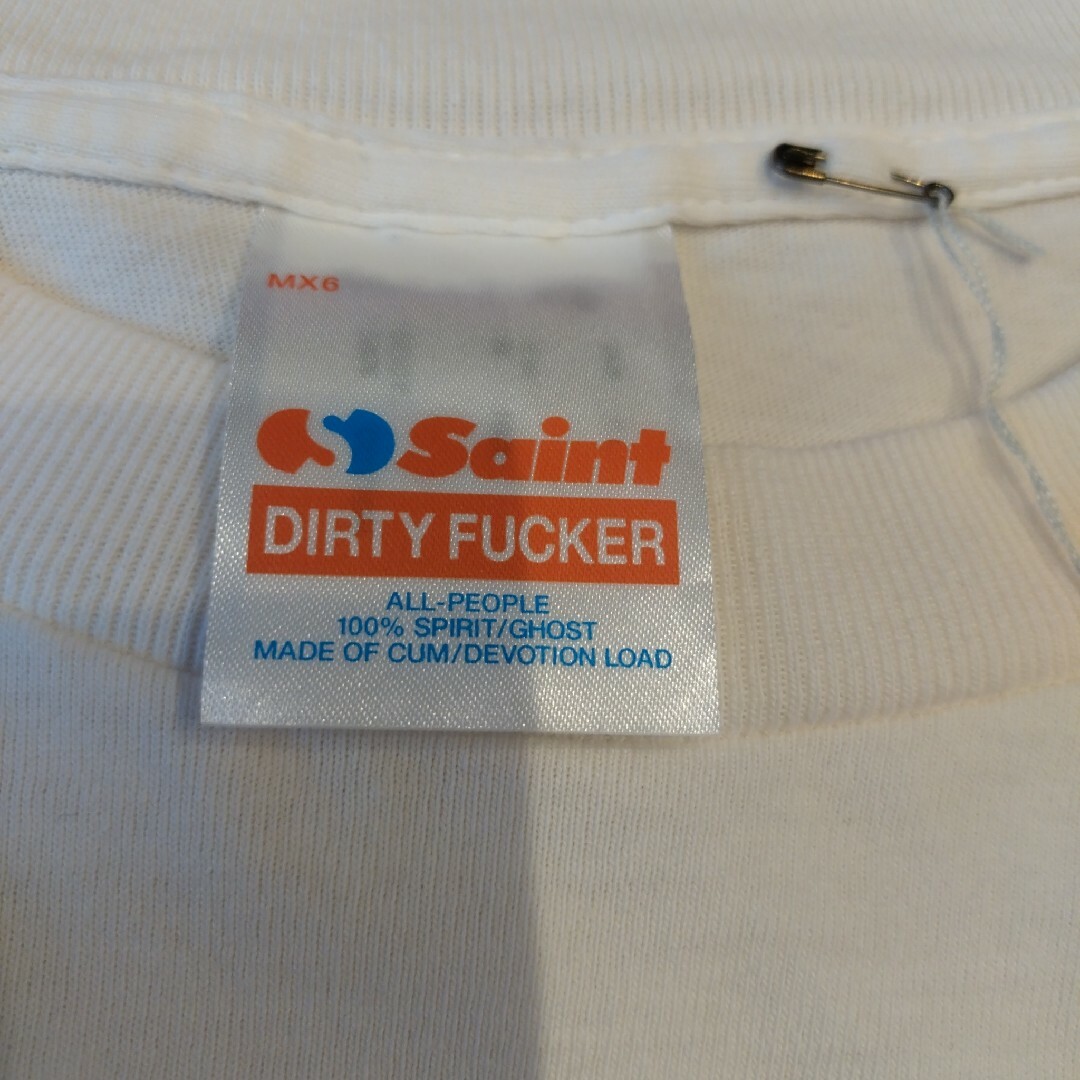 MX6
Saint
DIRTY FUCKER
ALL-PEOPLE
100% SPIRIT/GHOST
MADE OF CUM/DEVOTION LOAD